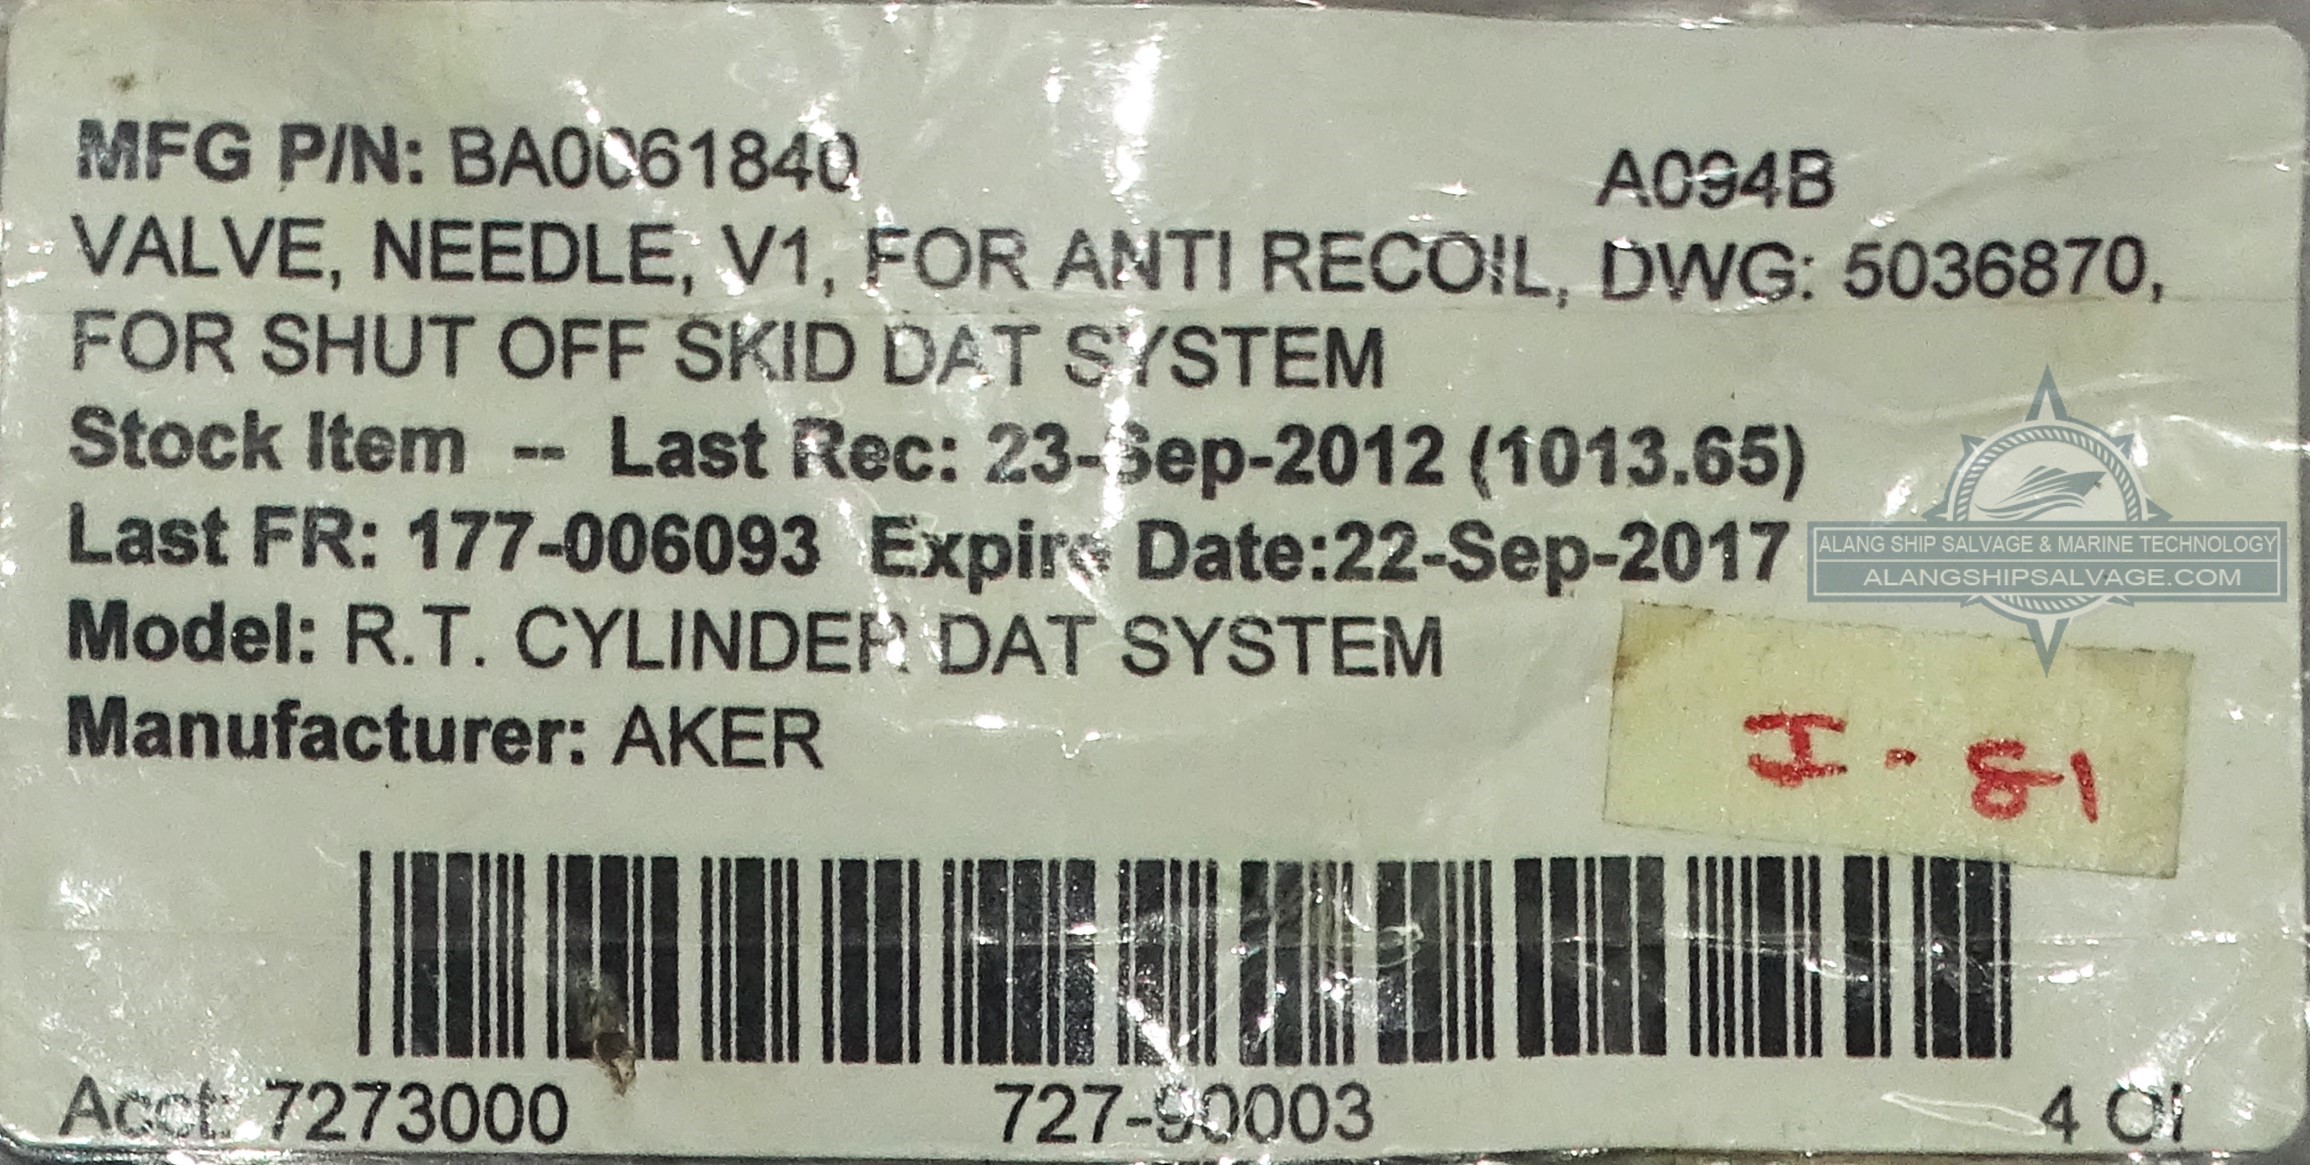 MFG P/N: BA0061840 A094B
VALVE, NEEDLE, V1, FOR ANTI RECOIL, DWG: 5036870,
FOR SHUT OFF SKID DAT SYSTEM
Stock Item -- Last Rec: 23-Sep-2012 (1013.65)
Last FR: 177-006093 Expire Date:22-Sep-2017
ALANG SHIP SALVAGE & MARINE TECHNOLOGY
ALANGSHIPSALVAGE.COM
Model: R.T. CYLINDER DAT SYSTEM
Manufacturer: AKER
I - 81
Acct: 7273000 727-90003 4